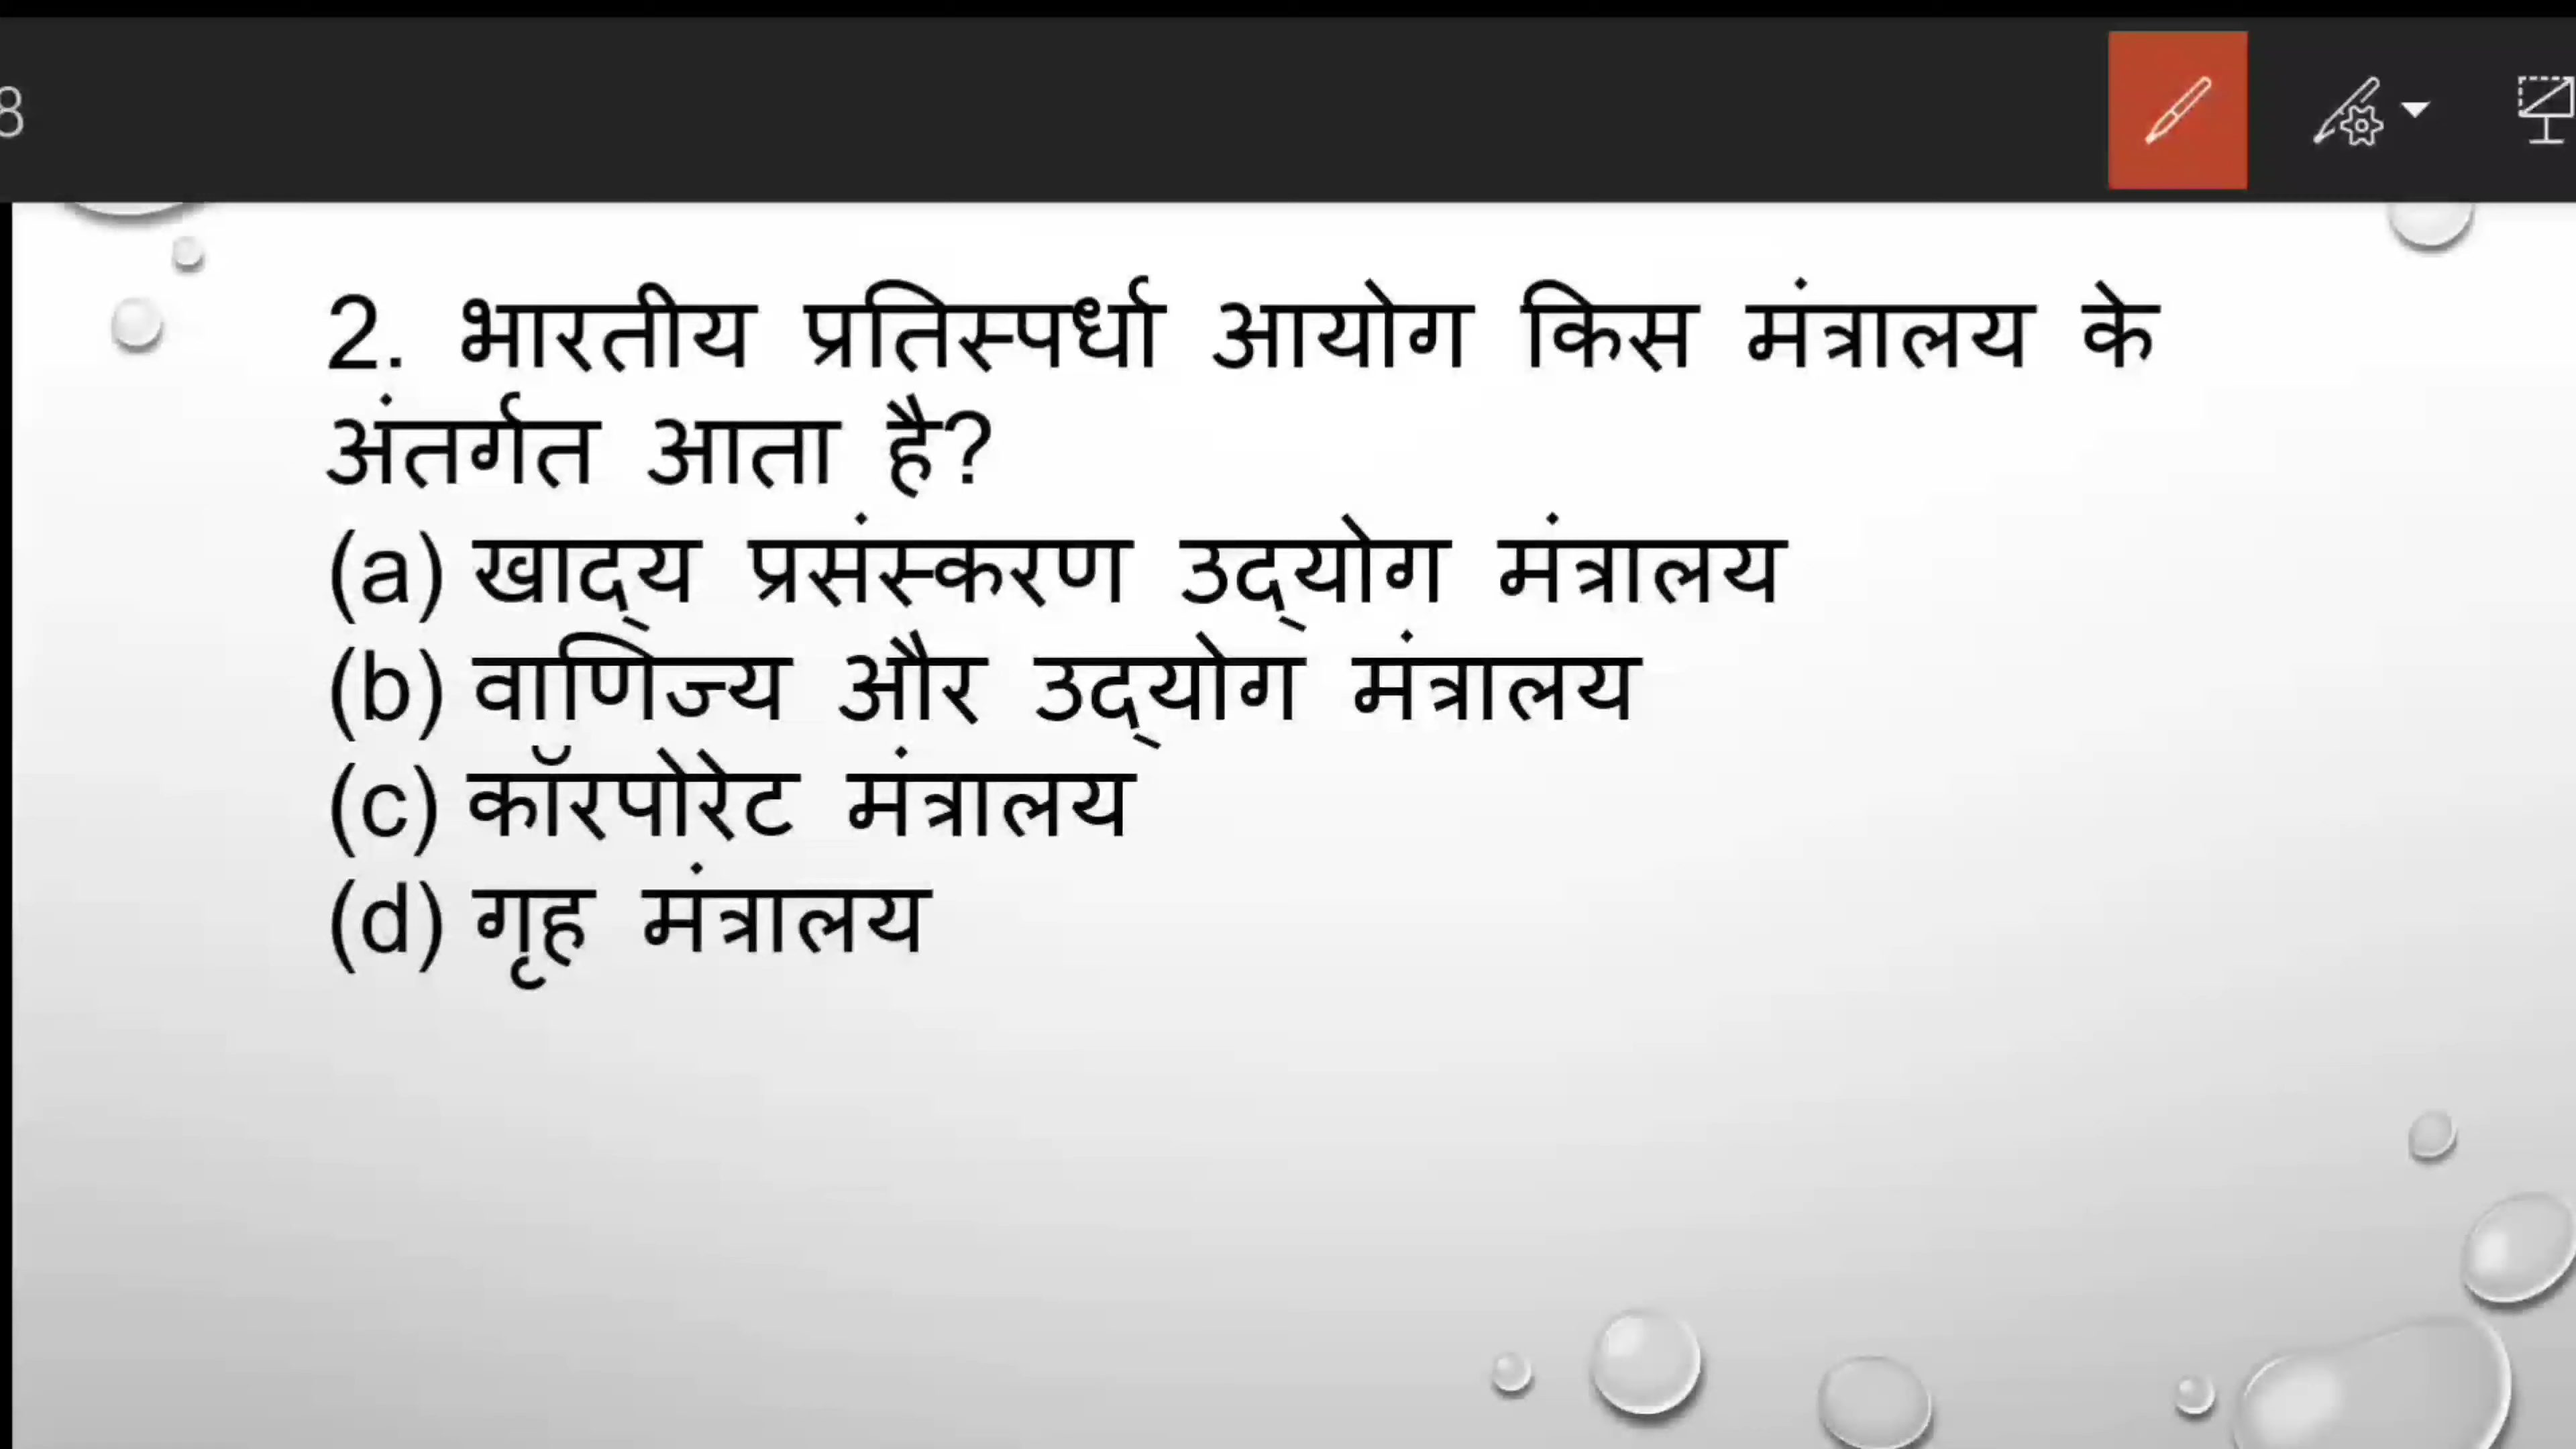 8
2. भारतीय प्रतिस्पर्धा आयोग किस मंत्रालय के
अंतर्गत आता है?
(a) खाद्य प्रसंस्करण उद्योग मंत्रालय
(b) वाणिज्य और उद्योग मंत्रालय
(c) कॉरपोरेट मंत्रालय
(d) गृह मंत्रालय